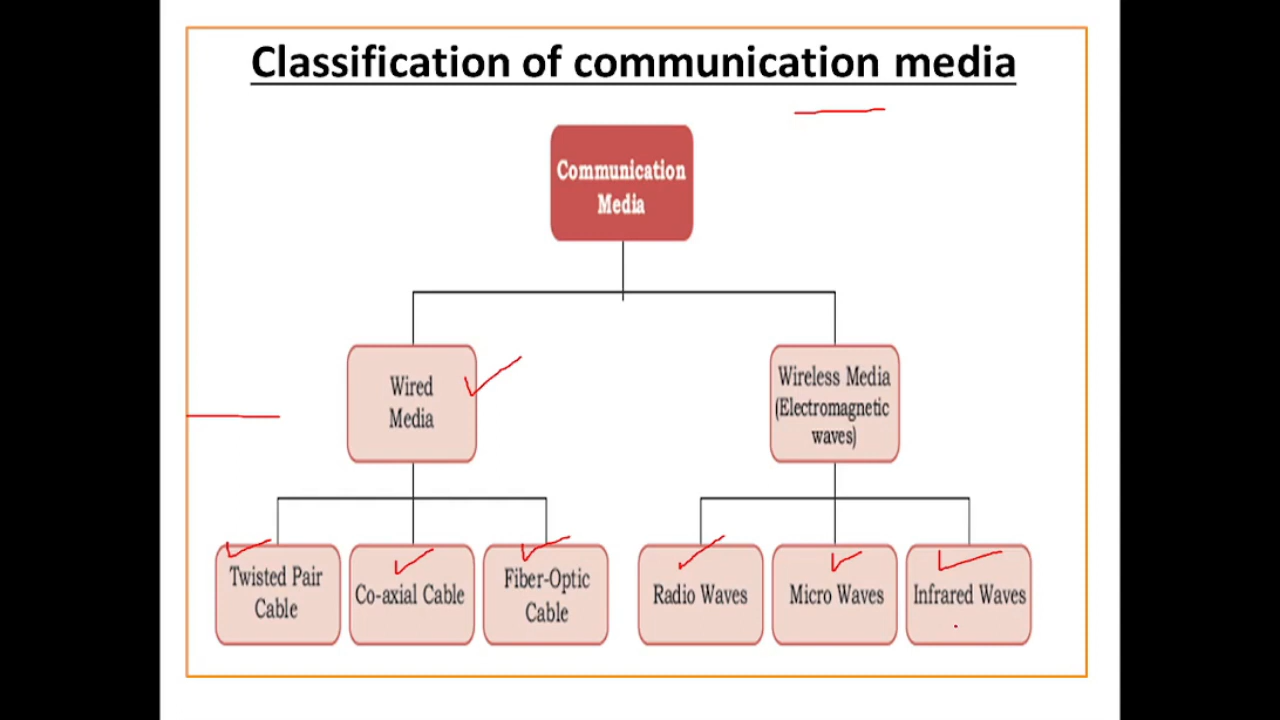 Classification of communication media
Communication
Media
Wired
Media
Wireless Media
(Electromagnetic
waves)
Twisted Pair
Cable
Co-axial Cable
Fiber-Optic
Cable
Radio Waves
Micro Waves
Infrared Waves